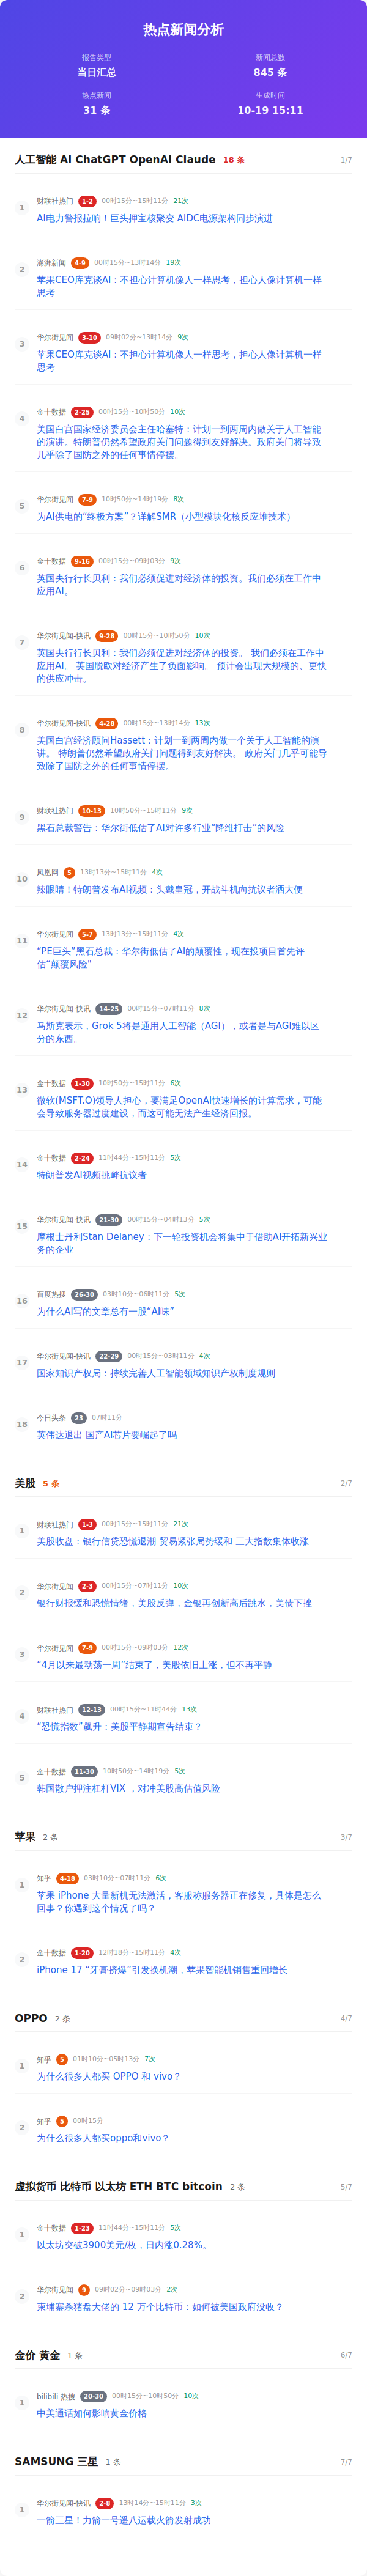 热点新闻分析
报告类型
当日汇总
新闻总数
845 条
热点新闻
31 条
生成时间
10-19 15:11
人工智能 AI ChatGPT OpenAI Claude 18 条 1/7
1
财联社热门 1-2 00时15分~15时11分 21次
AI电力警报拉响！巨头押宝核聚变 AIDC电源架构同步演进
2
澎湃新闻 4-9 00时15分~13时14分 19次
苹果CEO库克谈AI：不担心计算机像人一样思考，担心人像计算机一样
思考
3
华尔街见闻 3-10 09时02分~13时14分 9次
苹果CEO库克谈AI：不担心计算机像人一样思考，担心人像计算机一样
思考
4
金十数据 2-25 00时15分~10时50分 10次
美国白宫国家经济委员会主任哈塞特：计划一到两周内做关于人工智能
的演讲。特朗普仍然希望政府关门问题得到友好解决。政府关门将导致
几乎除了国防之外的任何事情停摆。
5
华尔街见闻 7-9 10时50分~14时19分 8次
为AI供电的“终极方案”？详解SMR（小型模块化核反应堆技术）
6
金十数据 9-16 00时15分~09时03分 9次
英国央行行长贝利：我们必须促进对经济体的投资。我们必须在工作中
应用AI。
7
华尔街见闻-快讯 9-28 00时15分~10时50分 10次
英国央行行长贝利：我们必须促进对经济体的投资。 我们必须在工作中
应用AI。 英国脱欧对经济产生了负面影响。 预计会出现大规模的、更快
的供应冲击。
8
华尔街见闻-快讯 4-28 00时15分~13时14分 13次
美国白宫经济顾问Hassett：计划一到两周内做一个关于人工智能的演
讲。 特朗普仍然希望政府关门问题得到友好解决。 政府关门几乎可能导
致除了国防之外的任何事情停摆。
9
财联社热门 10-13 10时50分~15时11分 9次
黑石总裁警告：华尔街低估了AI对许多行业“降维打击”的风险
10
凤凰网 5 13时13分~15时11分 4次
辣眼睛！特朗普发布AI视频：头戴皇冠，开战斗机向抗议者洒大便
11
华尔街见闻 5-7 13时13分~15时11分 4次
“PE巨头”黑石总裁：华尔街低估了AI的颠覆性，现在投项目首先评
估“颠覆风险”
12
华尔街见闻-快讯 14-25 00时15分~07时11分 8次
马斯克表示，Grok 5将是通用人工智能（AGI），或者是与AGI难以区
分的东西。
13
金十数据 1-30 10时50分~15时11分 6次
微软(MSFT.O)领导人担心，要满足OpenAI快速增长的计算需求，可能
会导致服务器过度建设，而这可能无法产生经济回报。
14
金十数据 2-24 11时44分~15时11分 5次
特朗普发AI视频挑衅抗议者
15
华尔街见闻-快讯 21-30 00时15分~04时13分 5次
摩根士丹利Stan Delaney：下一轮投资机会将集中于借助AI开拓新兴业
务的企业
16
百度热搜 26-30 03时10分~06时11分 5次
为什么AI写的文章总有一股“AI味”
17
华尔街见闻-快讯 22-29 00时15分~03时11分 4次
国家知识产权局：持续完善人工智能领域知识产权制度规则
18
今日头条 23 07时11分
英伟达退出 国产AI芯片要崛起了吗
美股 5 条 2/7
1
财联社热门 1-3 00时15分~15时11分 21次
美股收盘：银行信贷恐慌退潮 贸易紧张局势缓和 三大指数集体收涨
2
华尔街见闻 2-3 00时15分~07时11分 10次
银行财报缓和恐慌情绪，美股反弹，金银再创新高后跳水，美债下挫
3
华尔街见闻 7-9 00时15分~09时03分 12次
“4月以来最动荡一周”结束了，美股依旧上涨，但不再平静
4
财联社热门 12-13 00时15分~11时44分 13次
“恐慌指数”飙升：美股平静期宣告结束？
5
金十数据 11-30 10时50分~14时19分 5次
韩国散户押注杠杆VIX ，对冲美股高估值风险
苹果 2 条 3/7
1
知乎 4-18 03时10分~07时11分 6次
苹果 iPhone 大量新机无法激活，客服称服务器正在修复，具体是怎么
回事？你遇到这个情况了吗？
2
金十数据 1-20 12时18分~15时11分 4次
iPhone 17 “牙膏挤爆”引发换机潮，苹果智能机销售重回增长
OPPO 2 条 4/7
1
知乎 5 01时10分~05时13分 7次
为什么很多人都买 OPPO 和 vivo？
2
知乎 5 00时15分
为什么很多人都买oppo和vivo？
虚拟货币 比特币 以太坊 ETH BTC bitcoin 2 条 5/7
1
金十数据 1-23 11时44分~15时11分 5次
以太坊突破3900美元/枚，日内涨0.28%。
2
华尔街见闻 9 09时02分~09时03分 2次
柬埔寨杀猪盘大佬的 12 万个比特币：如何被美国政府没收？
金价 黄金 1 条 6/7
1
bilibili 热搜 20-30 00时15分~10时50分 10次
中美通话如何影响黄金价格
SAMSUNG 三星 1 条 7/7
1
华尔街见闻-快讯 2-8 13时14分~15时11分 3次
一箭三星！力箭一号遥八运载火箭发射成功